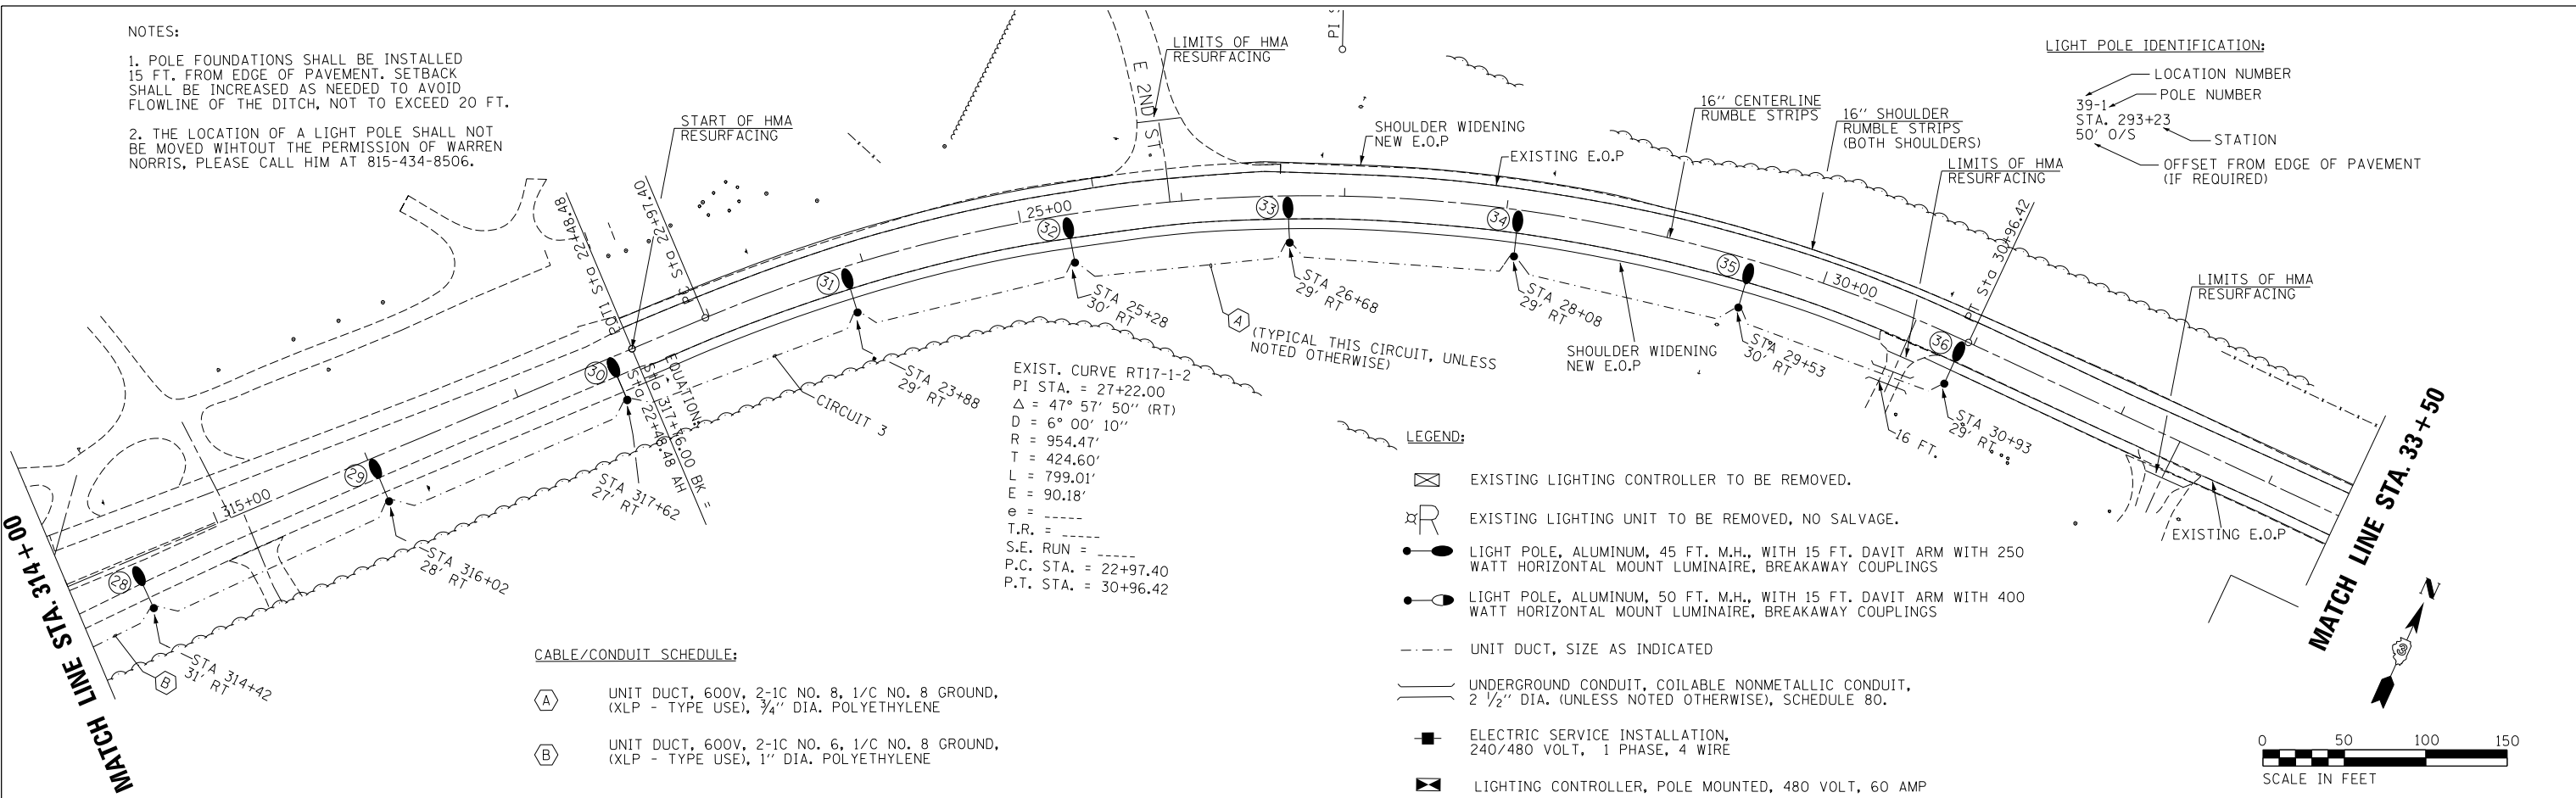 NOTES:
1. POLE FOUNDATIONS SHALL BE INSTALLED
15 FT. FROM EDGE OF PAVEMENT. SETBACK
SHALL BE INCREASED AS NEEDED TO AVOID
FLOWLINE OF THE DITCH, NOT TO EXCEED 20 FT.
2. THE LOCATION OF A LIGHT POLE SHALL NOT
BE MOVED WIHTOUT THE PERMISSION OF WARREN
NORRIS, PLEASE CALL HIM AT 815-434-8506.
START OF HMA
RESURFACING
LIMITS OF HMA
RESURFACING
E 2ND ST.
PI S
SHOULDER WIDENING
NEW E.O.P
EXISTING E.O.P
16'' CENTERLINE
RUMBLE STRIPS
16'' SHOULDER
RUMBLE STRIPS
(BOTH SHOULDERS)
LIMITS OF HMA
RESURFACING
LIGHT POLE IDENTIFICATION:
LOCATION NUMBER
POLE NUMBER
39-1
STA. 293+23
50' O/S
STATION
OFFSET FROM EDGE OF PAVEMENT
(IF REQUIRED)
LIMITS OF HMA
RESURFACING
POT1 Sta 22+48.48
PC Sta 22+97.40
PT Sta 30+96.42
315+00
25+00
30+00
28
29
30
31
32
33
34
35
36
STA 314+42
31' RT
STA 316+02
28' RT
STA 317+62
27' RT
EQUATION:
Sta 317+76.00 BK =
Sta 22+48.48 AH
STA 23+88
29' RT
STA 25+28
30' RT
STA 26+68
29' RT
STA 28+08
29' RT
STA 29+53
30' RT
STA 30+93
29' RT
16 FT.
CIRCUIT 3
A
(TYPICAL THIS CIRCUIT, UNLESS
NOTED OTHERWISE)
SHOULDER WIDENING
NEW E.O.P
EXISTING E.O.P
B
MATCH LINE STA. 314+00
MATCH LINE STA. 33+50
EXIST. CURVE RT17-1-2
PI STA. = 27+22.00
Δ = 47° 57' 50'' (RT)
D = 6° 00' 10''
R = 954.47'
T = 424.60'
L = 799.01'
E = 90.18'
e = _____
T.R. = _____
S.E. RUN = _____
P.C. STA. = 22+97.40
P.T. STA. = 30+96.42
CABLE/CONDUIT SCHEDULE:
A
UNIT DUCT, 600V, 2-1C NO. 8, 1/C NO. 8 GROUND,
(XLP - TYPE USE), 3/4'' DIA. POLYETHYLENE
B
UNIT DUCT, 600V, 2-1C NO. 6, 1/C NO. 8 GROUND,
(XLP - TYPE USE), 1'' DIA. POLYETHYLENE
LEGEND:
EXISTING LIGHTING CONTROLLER TO BE REMOVED.
R EXISTING LIGHTING UNIT TO BE REMOVED, NO SALVAGE.
LIGHT POLE, ALUMINUM, 45 FT. M.H., WITH 15 FT. DAVIT ARM WITH 250
WATT HORIZONTAL MOUNT LUMINAIRE, BREAKAWAY COUPLINGS
LIGHT POLE, ALUMINUM, 50 FT. M.H., WITH 15 FT. DAVIT ARM WITH 400
WATT HORIZONTAL MOUNT LUMINAIRE, BREAKAWAY COUPLINGS
UNIT DUCT, SIZE AS INDICATED
UNDERGROUND CONDUIT, COILABLE NONMETALLIC CONDUIT,
2 1/2'' DIA. (UNLESS NOTED OTHERWISE), SCHEDULE 80.
ELECTRIC SERVICE INSTALLATION,
240/480 VOLT, 1 PHASE, 4 WIRE
LIGHTING CONTROLLER, POLE MOUNTED, 480 VOLT, 60 AMP
N
3
0 50 100 150
SCALE IN FEET